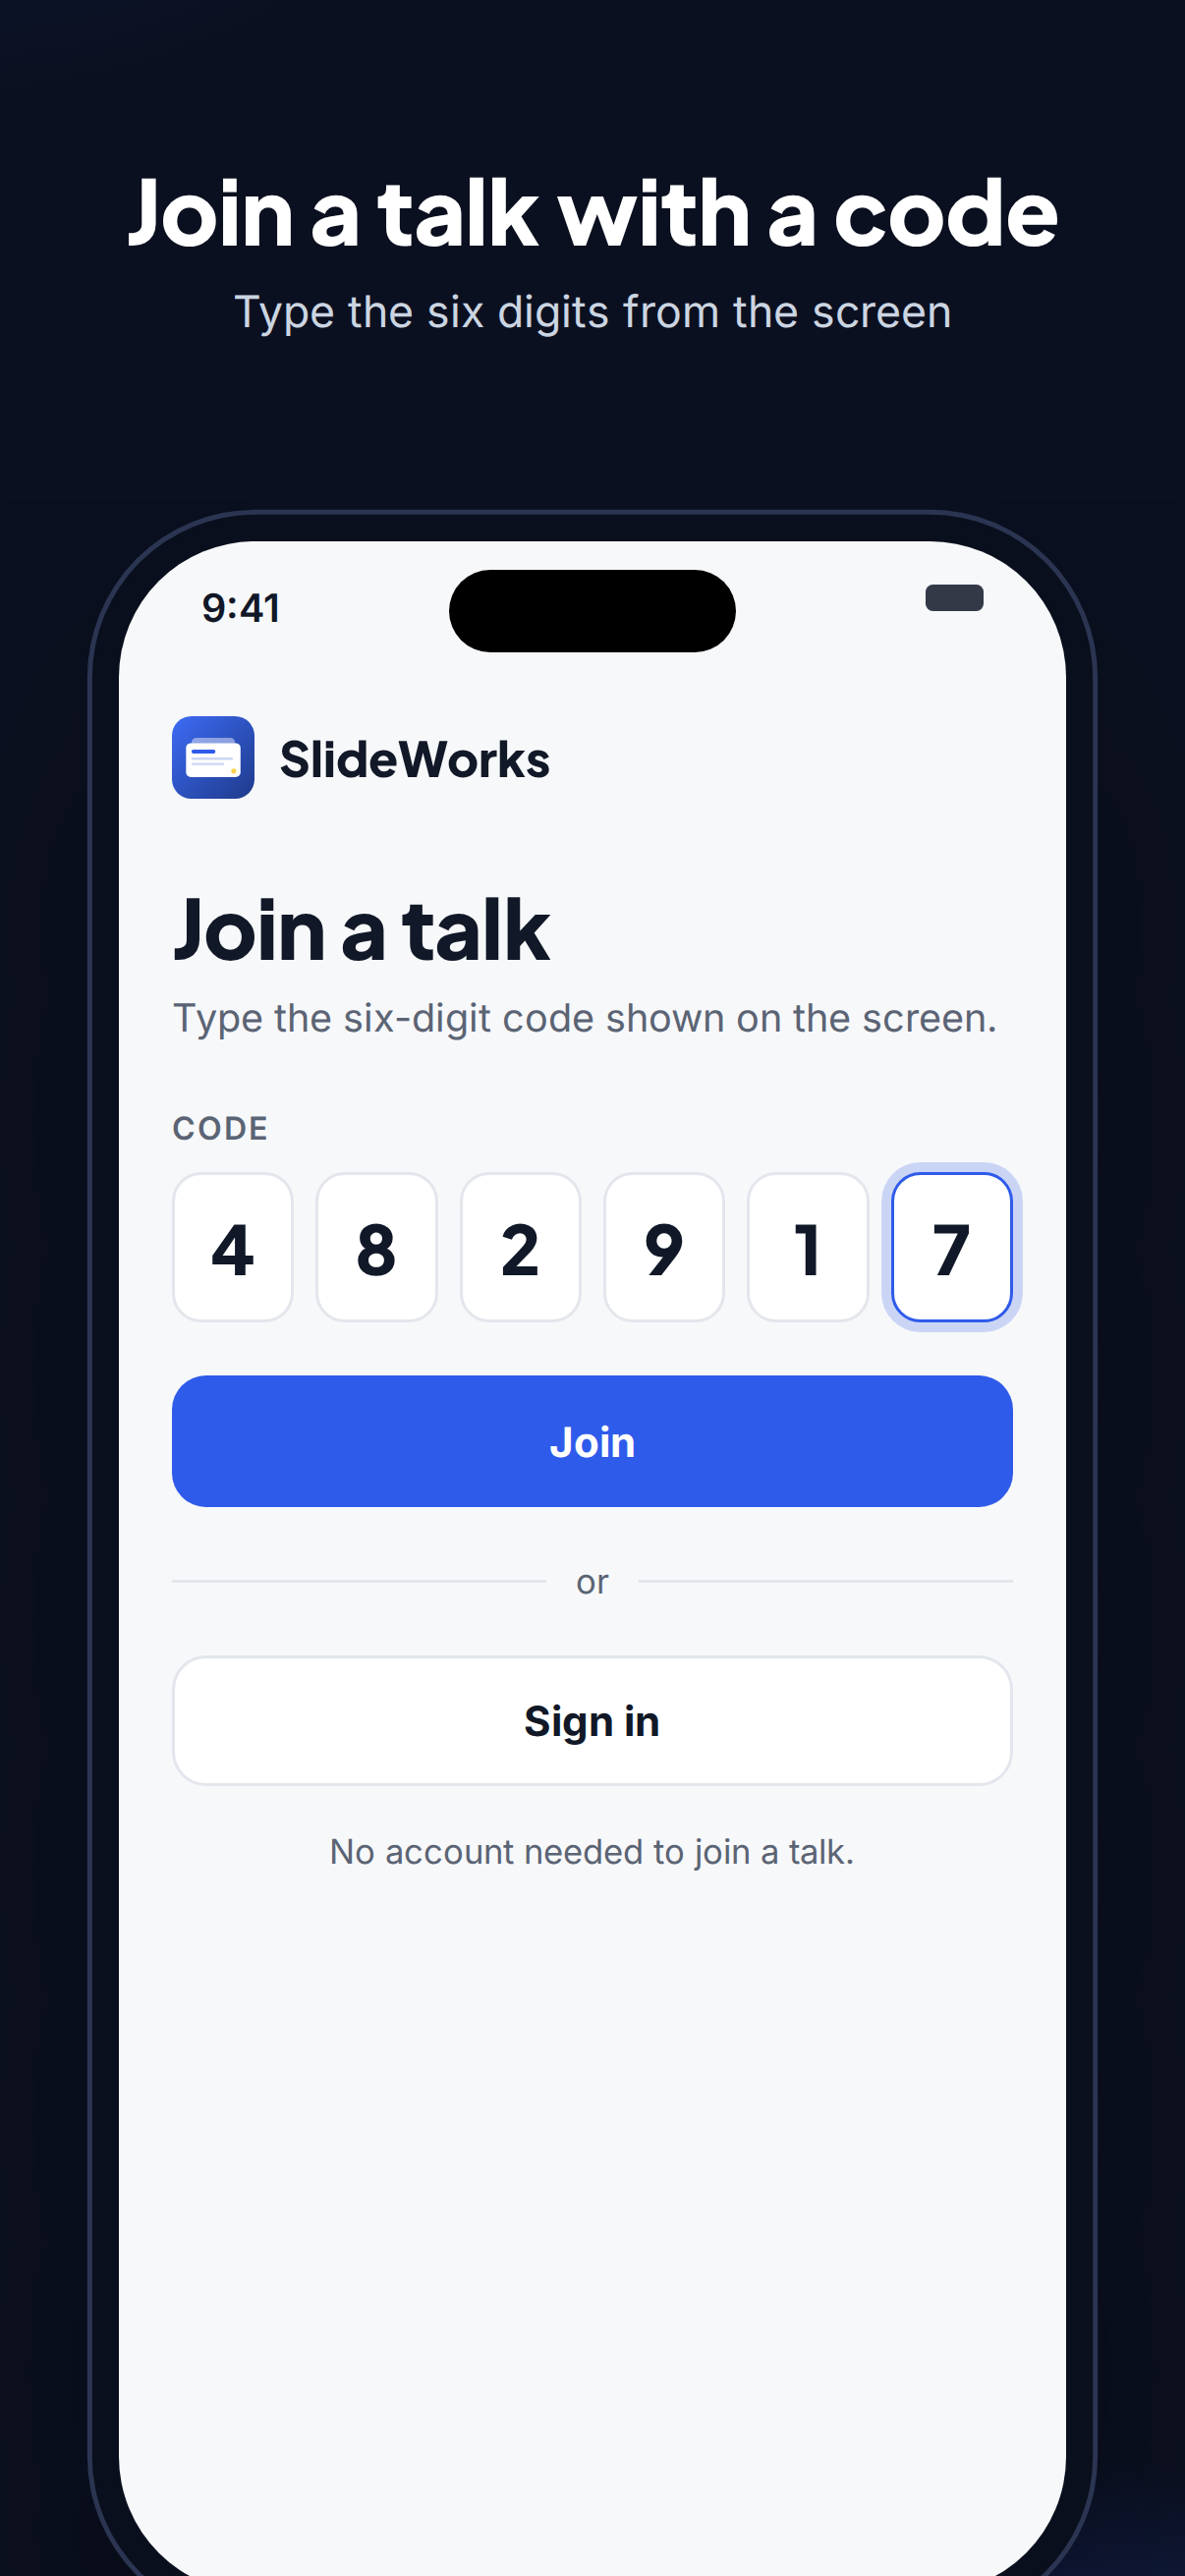 Join a talk with a code
Type the six digits from the screen
9:41
SlideWorks
Join a talk
Type the six-digit code shown on the screen.
CODE
4 8 2 9 1 7
Join
or
Sign in
No account needed to join a talk.